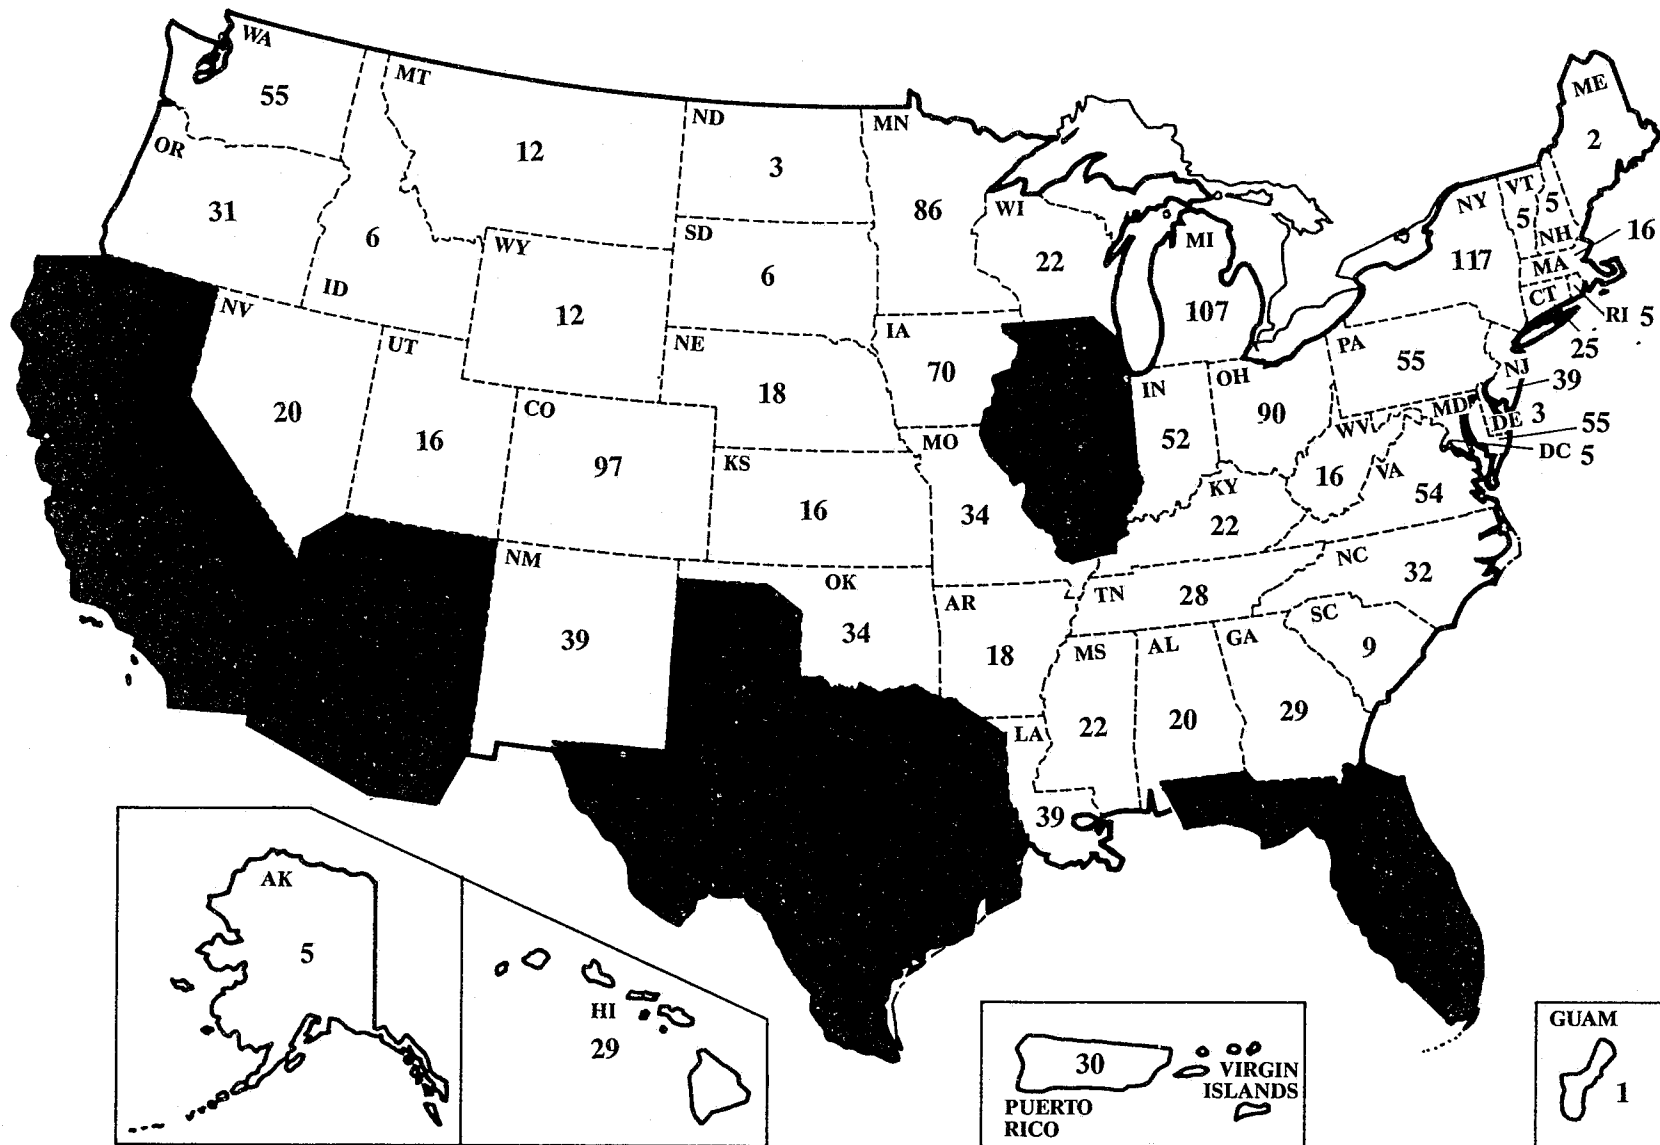 WA
55
MT
12
ND
3
MN
86
OR
31
6
ID
WY
12
SD
6
WI
22
MI
107
ME
2
NY
117
VT
5
5
NH
16
MA
CT
RI 5
25
NV
20
UT
16
CO
97
NE
18
IA
70
KS
16
MO
34
IN
52
OH
90
PA
55
NJ
39
MD
DE 3
55
DC 5
WV
16
VA
54
KY
22
NM
39
OK
34
AR
18
TN
28
NC
32
SC
9
MS
22
AL
20
GA
29
LA
39
AK
5
HI
29
30
PUERTO
RICO
VIRGIN
ISLANDS
GUAM
1